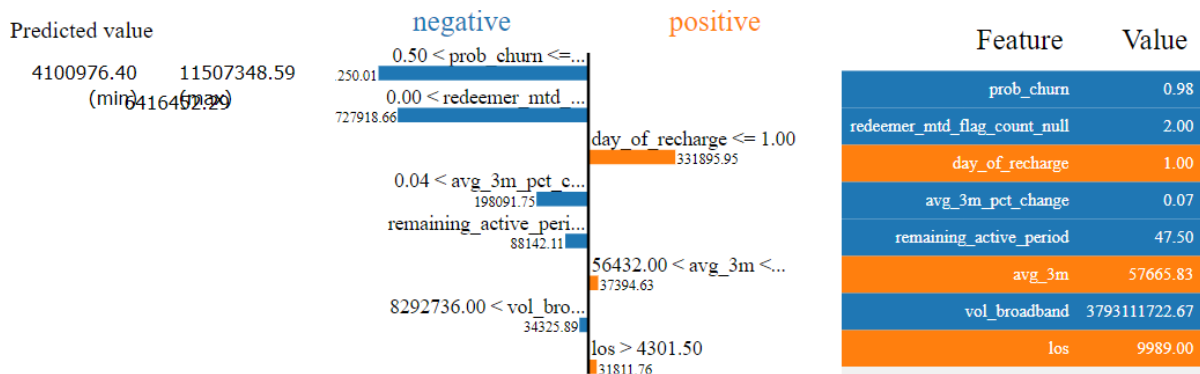 Predicted value
4100976.40 11507348.59
(min) (max)
6416452.29
negative positive
0.50 < prob_churn <=...
.250.01
0.00 < redeemer_mtd_...
727918.66
day_of_recharge <= 1.00
331895.95
0.04 < avg_3m_pct_c...
198091.75
remaining_active_peri...
88142.11
56432.00 < avg_3m <...
37394.63
8292736.00 < vol_bro...
34325.89
los > 4301.50
31811.76
Feature Value
prob_churn 0.98
redeemer_mtd_flag_count_null 2.00
day_of_recharge 1.00
avg_3m_pct_change 0.07
remaining_active_period 47.50
avg_3m 57665.83
vol_broadband 3793111722.67
los 9989.00